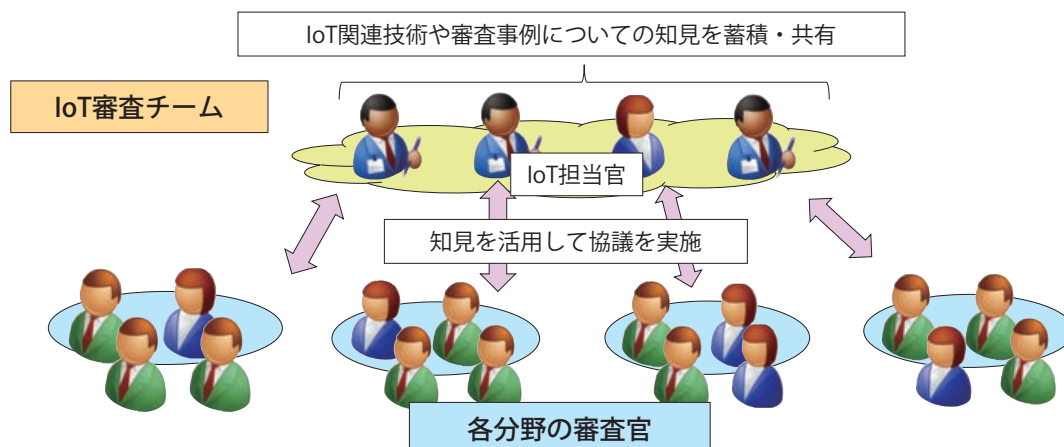 IoT関連技術や審査事例についての知見を蓄積・共有
IoT審査チーム
IoT担当官
知見を活用して協議を実施
各分野の審査官